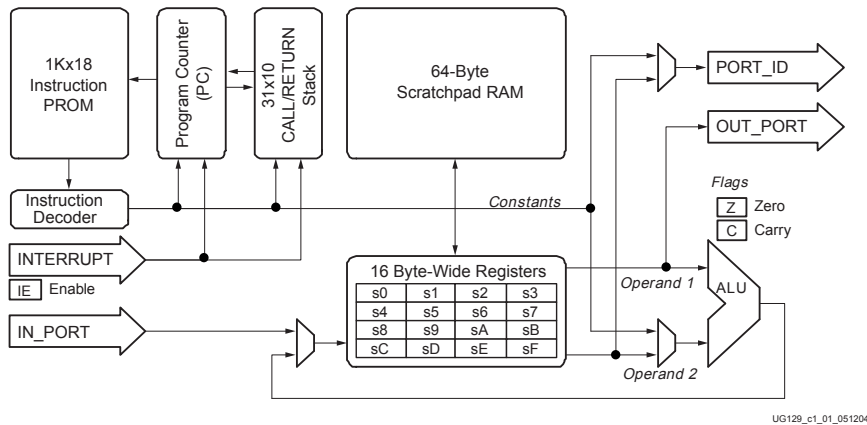 1Kx18
Instruction
PROM
Program Counter
(PC)
31x10
CALL/RETURN
Stack
64-Byte
Scratchpad RAM
PORT_ID
OUT_PORT
Instruction
Decoder
Constants
Flags
Z Zero
C Carry
INTERRUPT
IE Enable
16 Byte-Wide Registers
Operand 1
s0 s1 s2 s3
s4 s5 s6 s7
s8 s9 sA sB
sC sD sE sF
ALU
IN_PORT
Operand 2
UG129_c1_01_051204